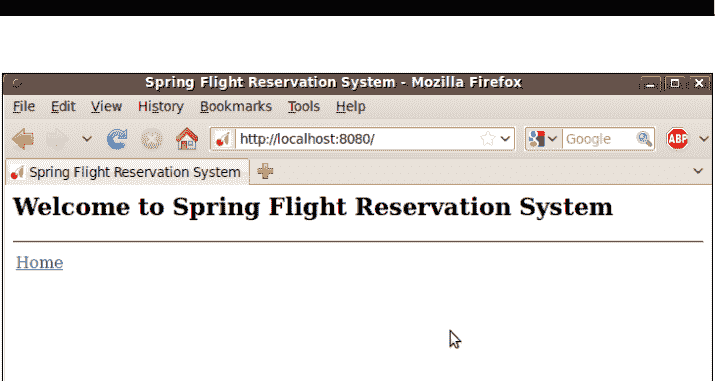 Spring Flight Reservation System - Mozilla Firefox
File Edit View History Bookmarks Tools Help
http://localhost:8080/ Google ABP
Spring Flight Reservation System
Welcome to Spring Flight Reservation System
Home